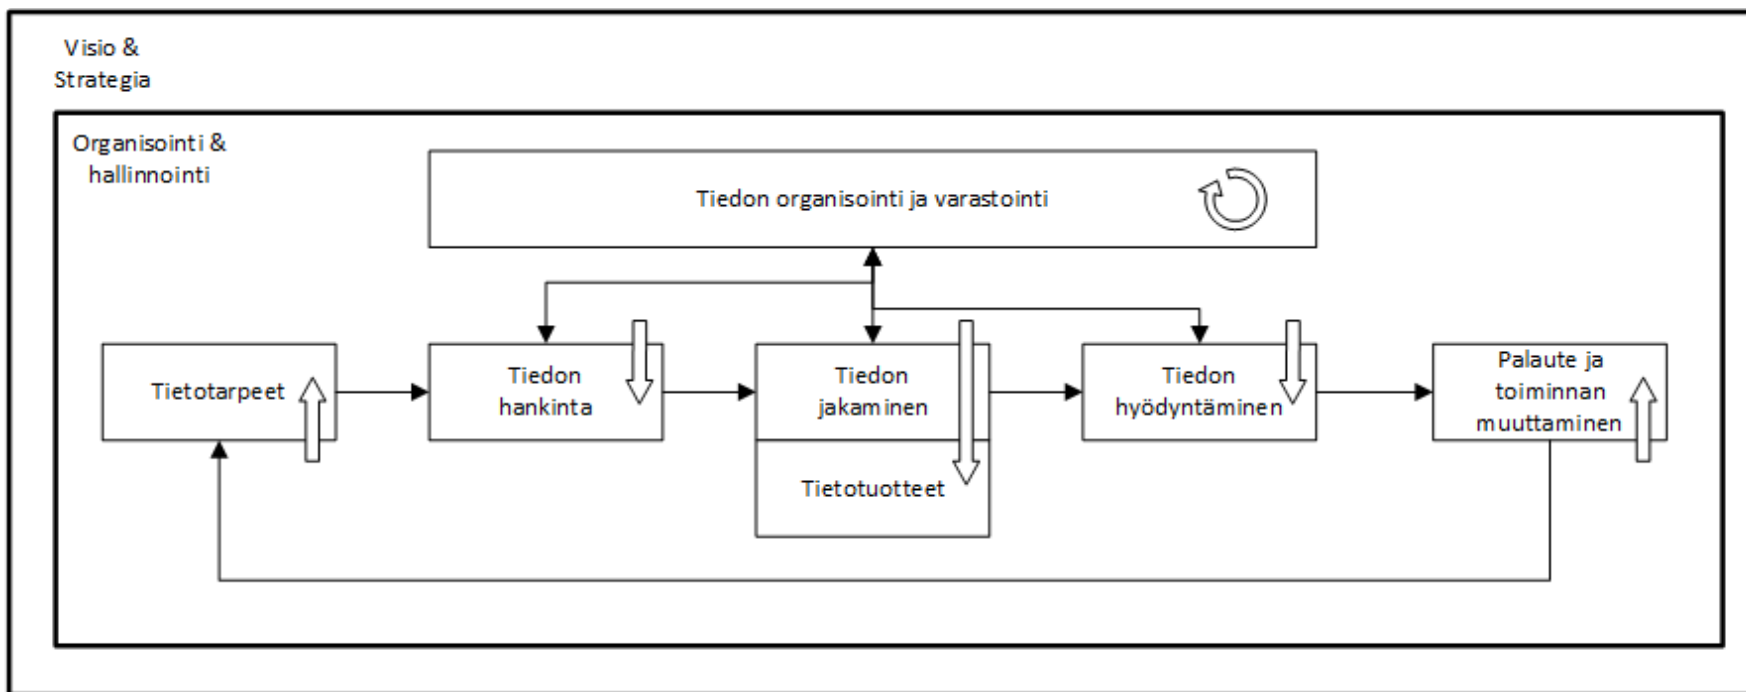 Visio &
Strategia
Organisointi &
hallinnointi
Tiedon organisointi ja varastointi
Tietotarpeet
Tiedon
hankinta
Tiedon
jakaminen
Tietotuotteet
Tiedon
hyödyntäminen
Palaute ja
toiminnan
muuttaminen